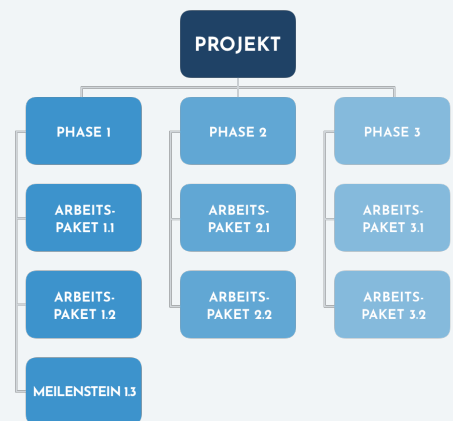 PROJEKT
PHASE 1
PHASE 2
PHASE 3
ARBEITS-
PAKET 1.1
ARBEITS-
PAKET 2.1
ARBEITS-
PAKET 3.1
ARBEITS-
PAKET 1.2
ARBEITS-
PAKET 2.2
ARBEITS-
PAKET 3.2
MEILENSTEIN 1.3